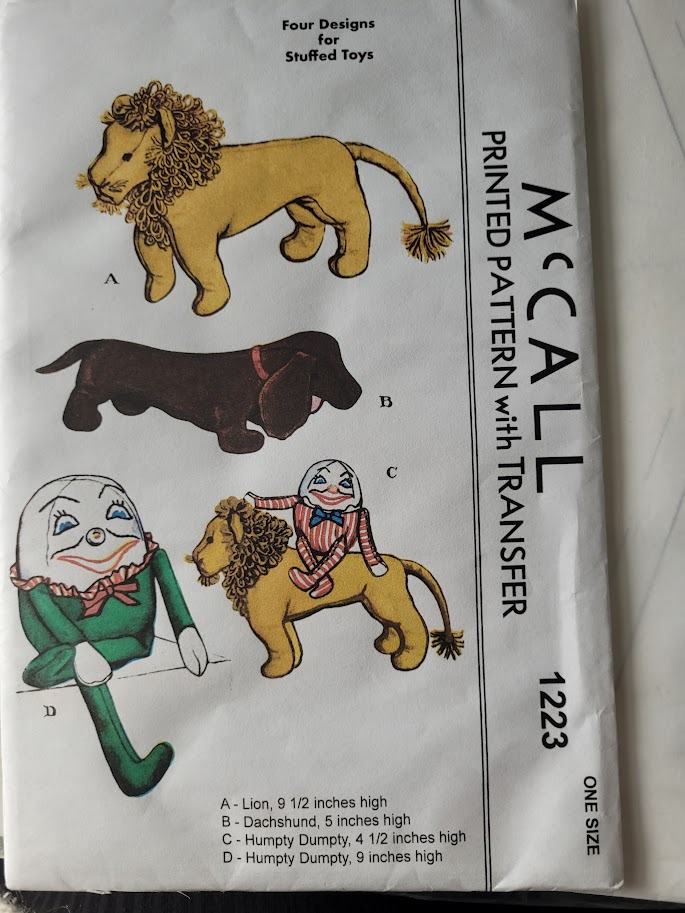 Four Designs
for
Stuffed Toys
A
B
C
D
A - Lion, 9 1/2 inches high
B - Dachshund, 5 inches high
C - Humpty Dumpty, 4 1/2 inches high
D - Humpty Dumpty, 9 inches high
McCALL
PRINTED PATTERN with TRANSFER
1223
ONE SIZE